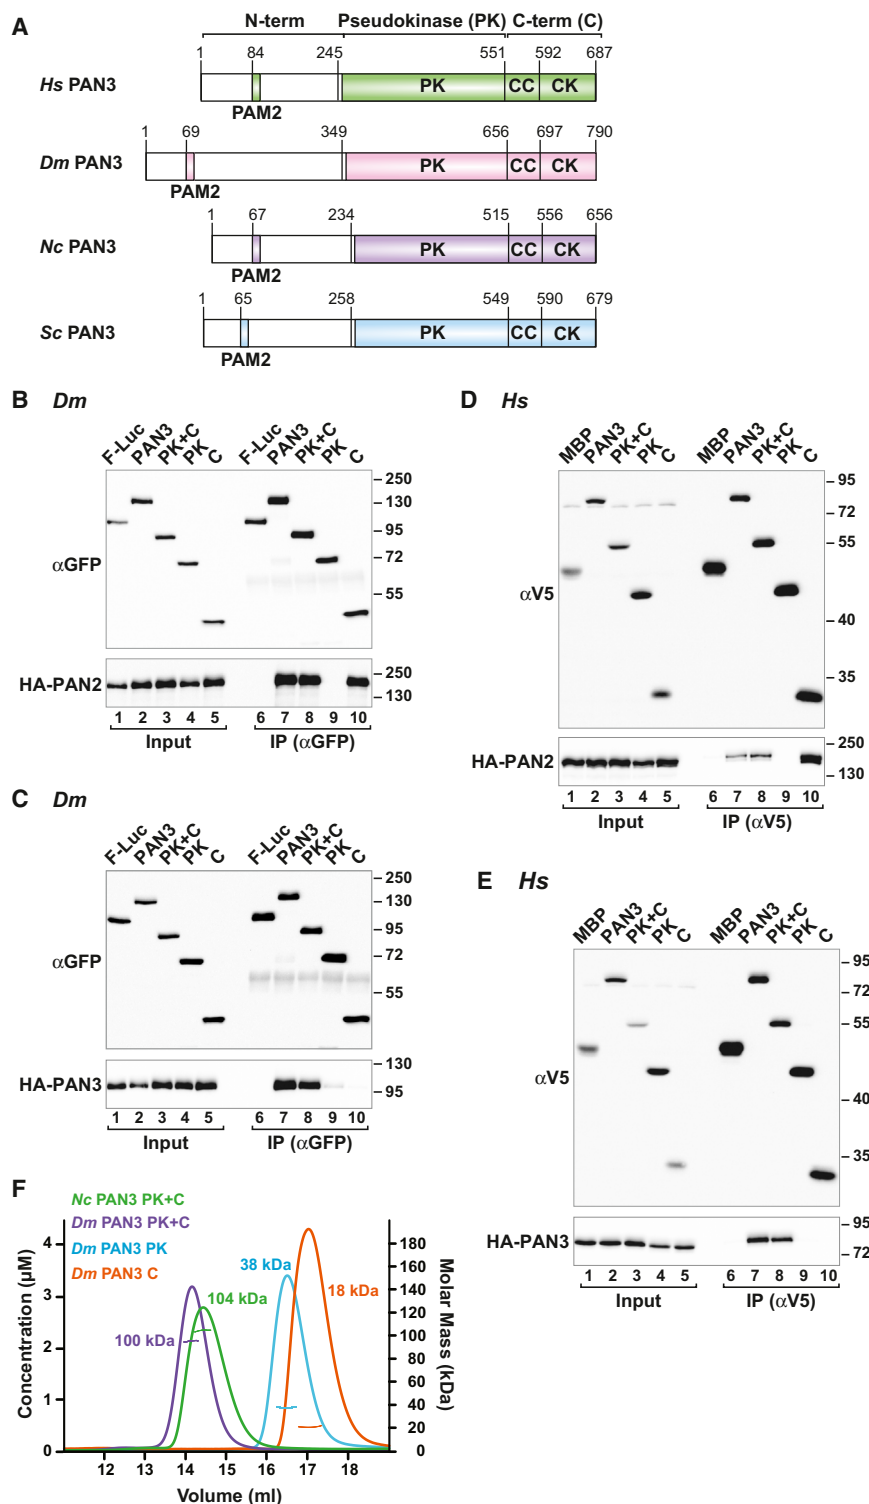 A
N-term Pseudokinase (PK) C-term (C)
1 84 245 551 592 687
Hs PAN3 PK CC CK
PAM2
1 69 349 656 697 790
Dm PAN3 PK CC CK
PAM2
1 67 234 515 556 656
Nc PAN3 PK CC CK
PAM2
1 65 258 549 590 679
Sc PAN3 PK CC CK
PAM2
B Dm
F-Luc PAN3 PK+C PK C F-Luc PAN3 PK+C PK C
αGFP
250
130
95
72
55
HA-PAN2
250
130
1 2 3 4 5 6 7 8 9 10
Input IP (αGFP)
C Dm
F-Luc PAN3 PK+C PK C F-Luc PAN3 PK+C PK C
αGFP
250
130
95
72
55
HA-PAN3
130
95
1 2 3 4 5 6 7 8 9 10
Input IP (αGFP)
D Hs
MBP PAN3 PK+C PK C MBP PAN3 PK+C PK C
αV5
95
72
55
40
35
HA-PAN2
250
130
1 2 3 4 5 6 7 8 9 10
Input IP (αV5)
E Hs
MBP PAN3 PK+C PK C MBP PAN3 PK+C PK C
αV5
95
72
55
40
35
HA-PAN3
95
72
1 2 3 4 5 6 7 8 9 10
Input IP (αV5)
F
Nc PAN3 PK+C
Dm PAN3 PK+C
Dm PAN3 PK
Dm PAN3 C
100 kDa
104 kDa
38 kDa
18 kDa
Concentration (µM)
4
3
2
1
0
Molar Mass (kDa)
180
160
140
120
100
80
60
40
20
0
12 13 14 15 16 17 18
Volume (ml)